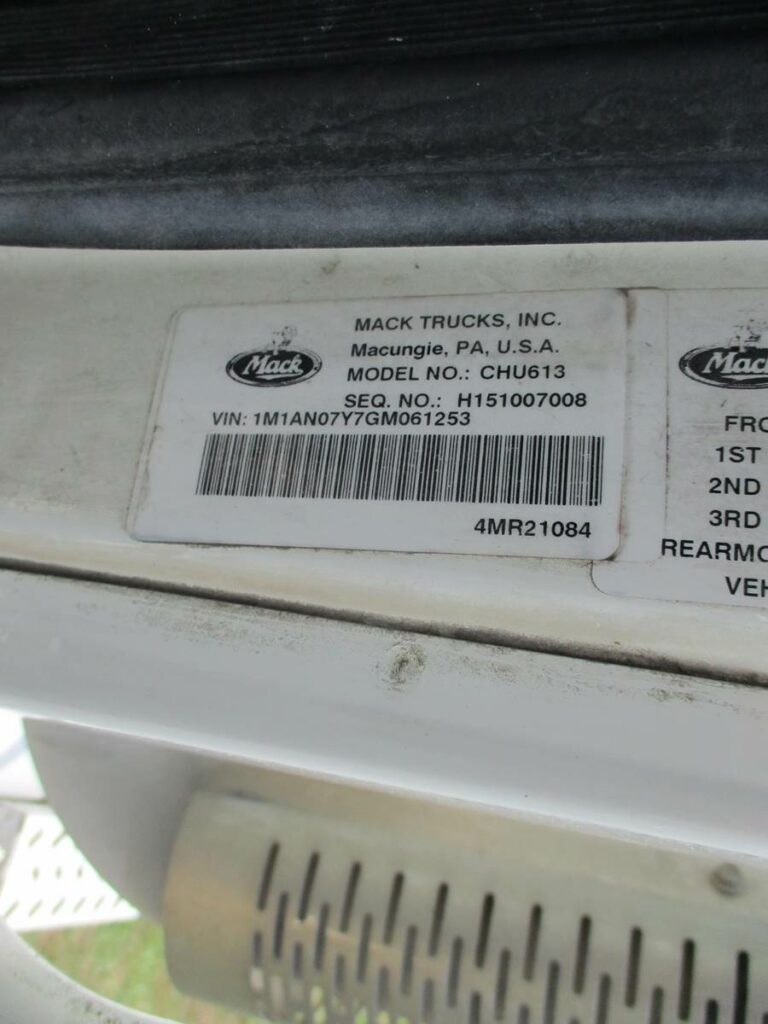 Mack
MACK TRUCKS, INC.
Macungie, PA, U.S.A.
MODEL NO.: CHU613
SEQ. NO.: H151007008
VIN: 1M1AN07Y7GM061253
4MR21084
Mack
FRO
1ST
2ND
3RD
REARMO
VEH